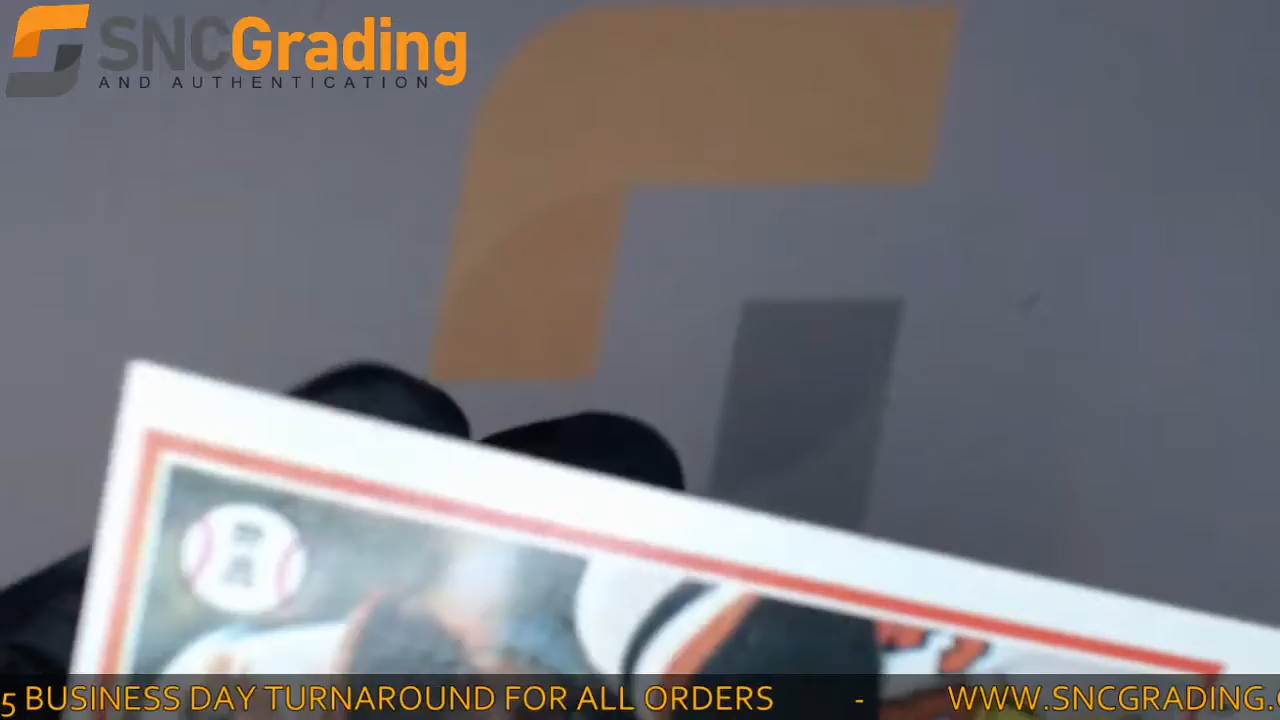 SNCGrading
AND AUTHENTICATION
5 BUSINESS DAY TURNAROUND FOR ALL ORDERS - WWW.SNCGRADING.